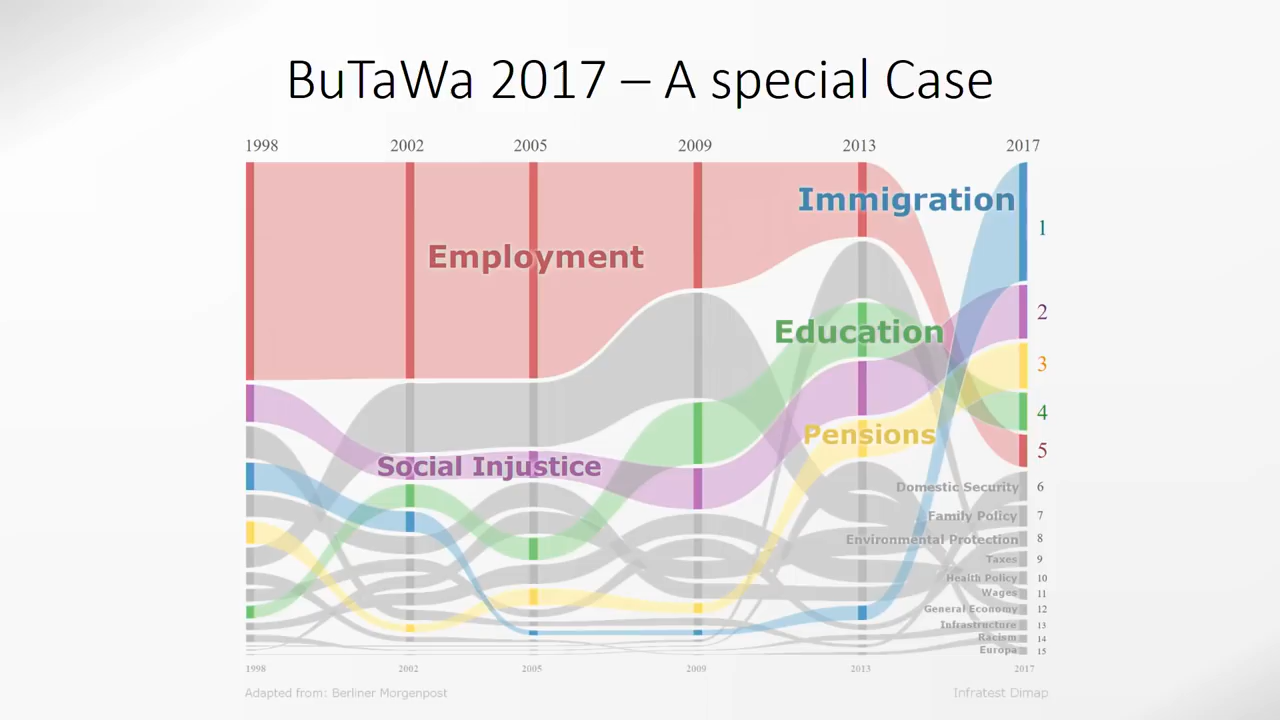 BuTaWa 2017 – A special Case
1998 2002 2005 2009 2013 2017
Immigration
1
Employment
2
Education
3
4
Pensions
5
Social Injustice
Domestic Security 6
Family Policy 7
Environmental Protection 8
Taxes 9
Health Policy 10
Wages 11
General Economy 12
Infrastructure 13
Racism 14
Europa 15
1998 2002 2005 2009 2013 2017
Adapted from: Berliner Morgenpost Infratest Dimap